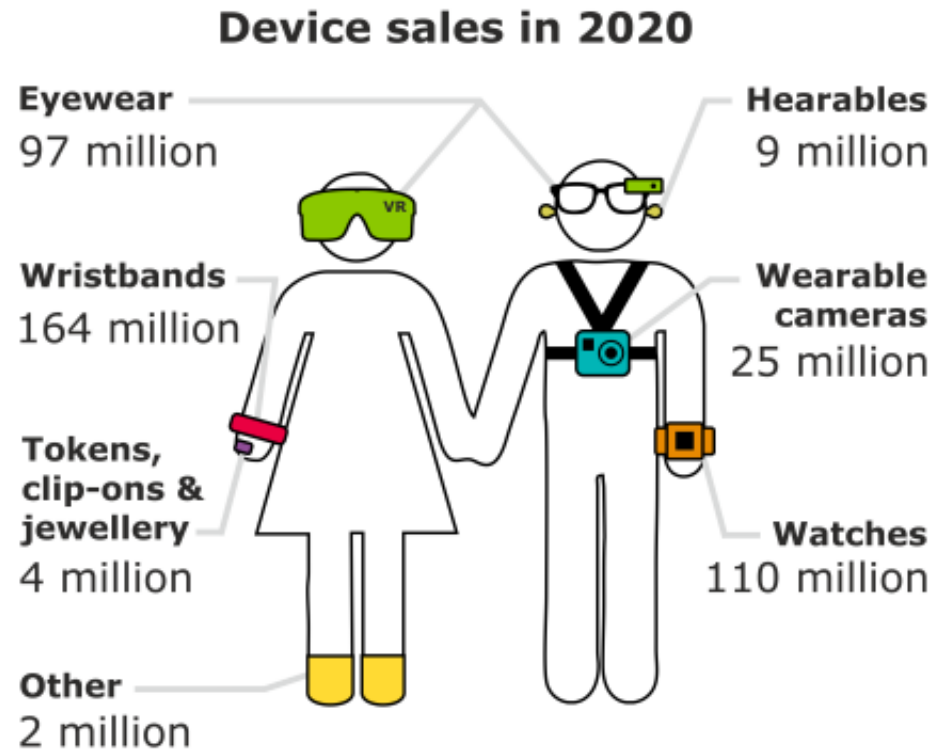 Device sales in 2020
Eyewear
97 million
Hearables
9 million
VR
Wristbands
164 million
Wearable
cameras
25 million
Tokens,
clip-ons &
jewellery
4 million
Watches
110 million
Other
2 million